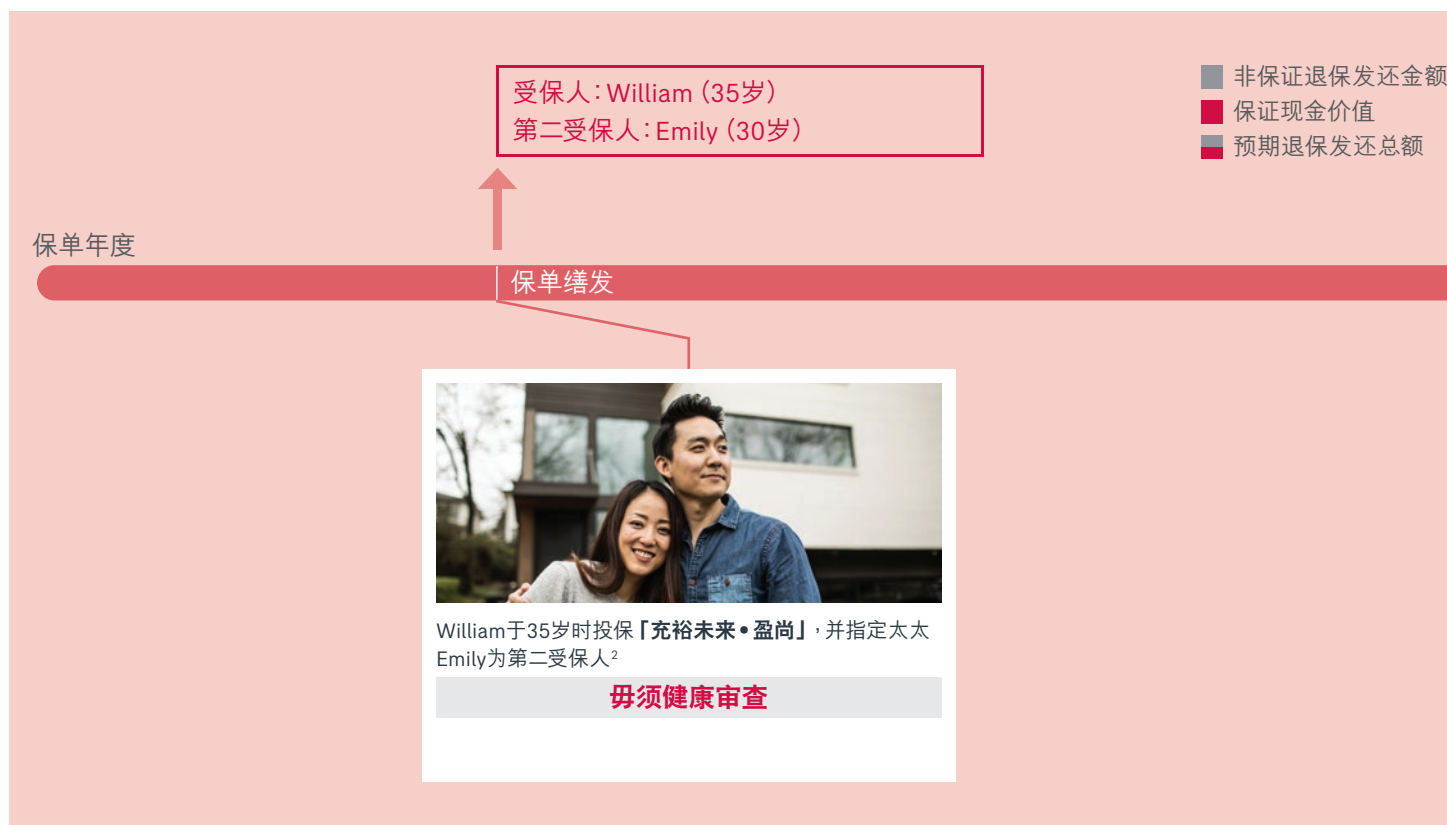 受保人：William（35岁）
第二受保人：Emily（30岁）
非保证退保发还金额
保证现金价值
预期退保发还总额
保单年度
保单缮发
William于35岁时投保「充裕未来•盈尚」，并指定太太
Emily为第二受保人2
毋须健康审查